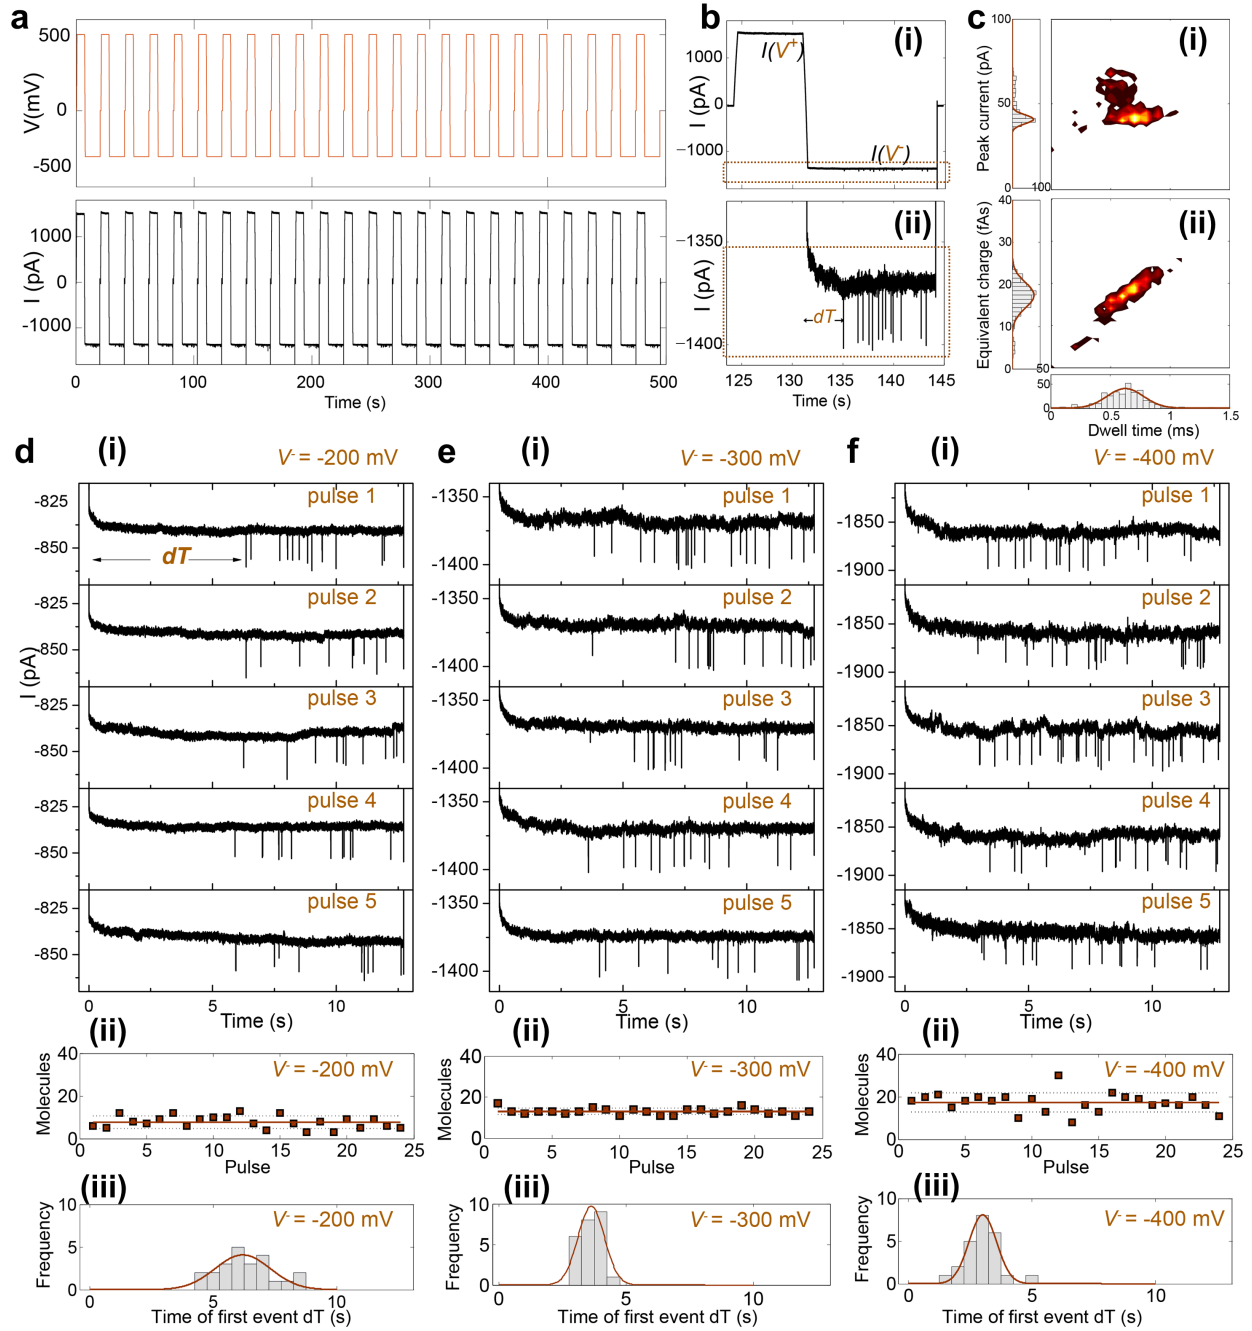 a
500
0
-500
V(mV)
1000
0
-1000
I (pA)
0
100
200
300
400
500
Time (s)
b
(i)
1000
0
−1000
I (pA)
I(V+)
I(V-)
(ii)
−1350
−1400
I (pA)
dT
125
130
135
140
145
Time (s)
c
(i)
100
50
0
Peak current (pA)
100
(ii)
40
30
20
10
0
Equivalent charge (fAs)
50
50
0
0
0.5
1
1.5
Dwell time (ms)
d
(i)
V- = -200 mV
pulse 1
-825
-850
dT
pulse 2
-825
-850
I (pA)
pulse 3
-825
-850
pulse 4
-825
-850
pulse 5
-825
-850
0
5
10
Time (s)
(ii)
V- = -200 mV
40
20
0
Molecules
0
5
10
15
20
25
Pulse
(iii)
V- = -200 mV
10
5
0
Frequency
0
5
10
Time of first event dT (s)
e
(i)
V- = -300 mV
pulse 1
-1350
-1400
pulse 2
-1350
-1400
pulse 3
-1350
-1400
pulse 4
-1350
-1400
pulse 5
-1350
-1400
0
5
10
Time (s)
(ii)
V- = -300 mV
40
20
0
Molecules
0
5
10
15
20
25
Pulse
(iii)
V- = -300 mV
10
5
0
Frequency
0
5
10
Time of first event dT (s)
f
(i)
V- = -400 mV
pulse 1
-1850
-1900
pulse 2
-1850
-1900
pulse 3
-1850
-1900
pulse 4
-1850
-1900
pulse 5
-1850
-1900
0
5
10
Time (s)
(ii)
V- = -400 mV
40
20
0
Molecules
0
5
10
15
20
25
Pulse
(iii)
V- = -400 mV
10
5
0
Frequency
0
5
10
Time of first event dT (s)